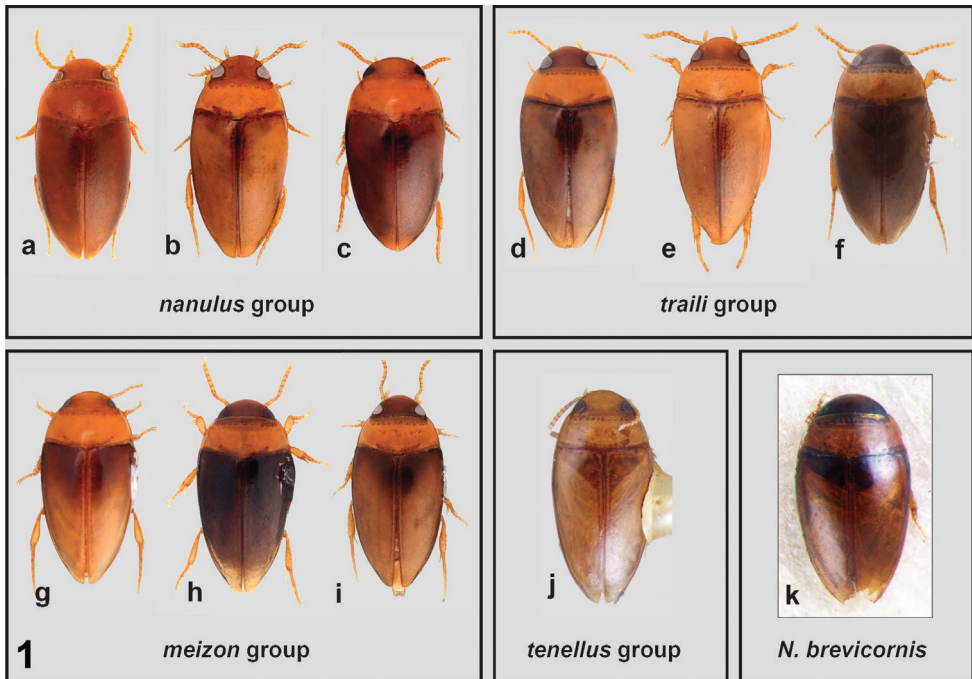 a
b
c
nanulus group
d
e
f
traili group
g
h
i
1
meizon group
j
tenellus group
k
N. brevicornis